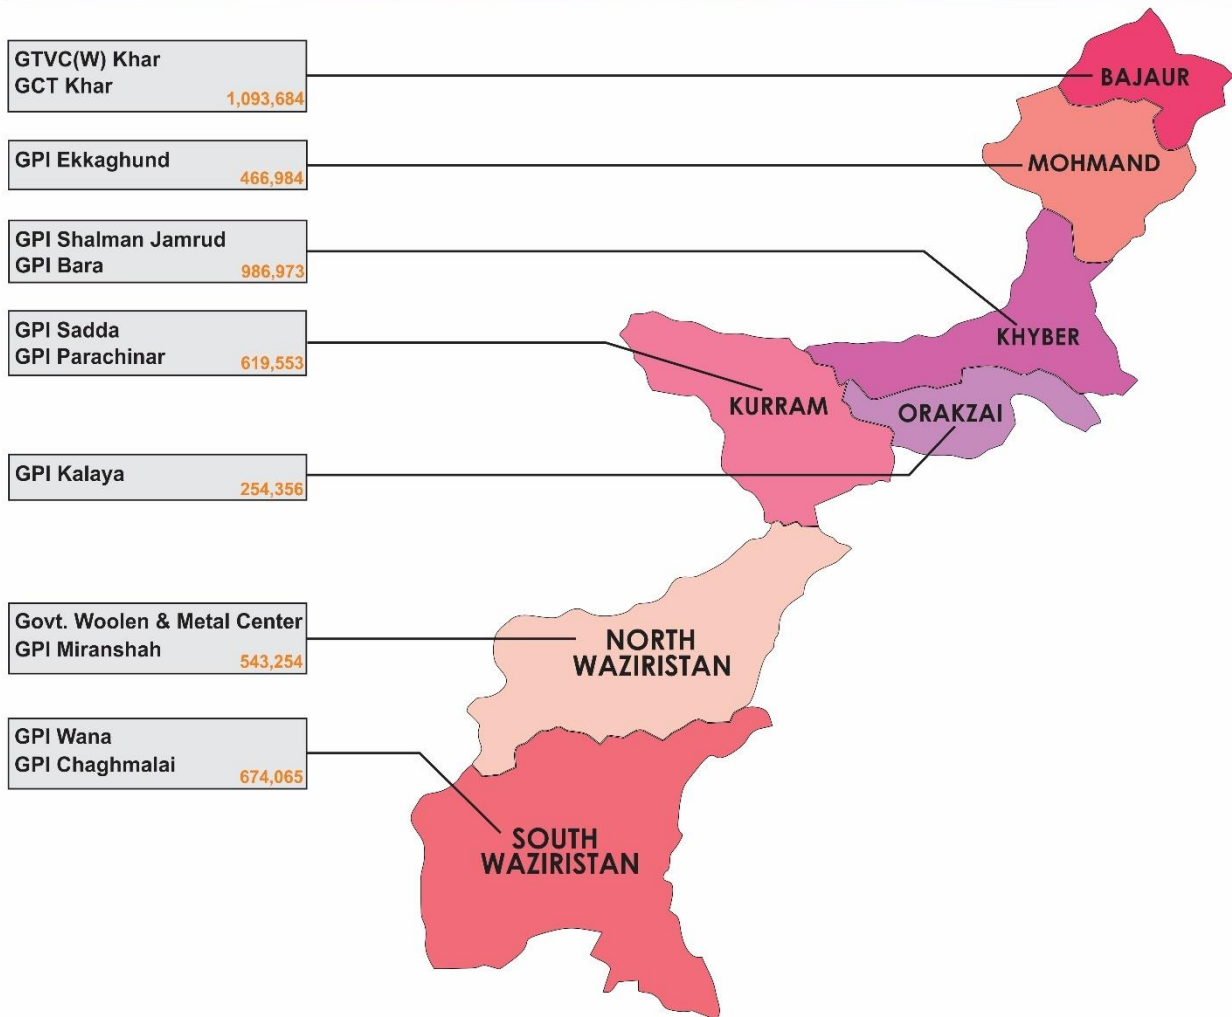 GTVC(W) Khar
GCT Khar
1,093,684
BAJAUR
GPI Ekkaghund
466,984
MOHMAND
GPI Shalman Jamrud
GPI Bara
986,973
KHYBER
GPI Sadda
GPI Parachinar
619,553
KURRAM
ORAKZAI
GPI Kalaya
254,356
Govt. Woolen & Metal Center
GPI Miranshah
543,254
NORTH
WAZIRISTAN
GPI Wana
GPI Chaghmalai
674,065
SOUTH
WAZIRISTAN